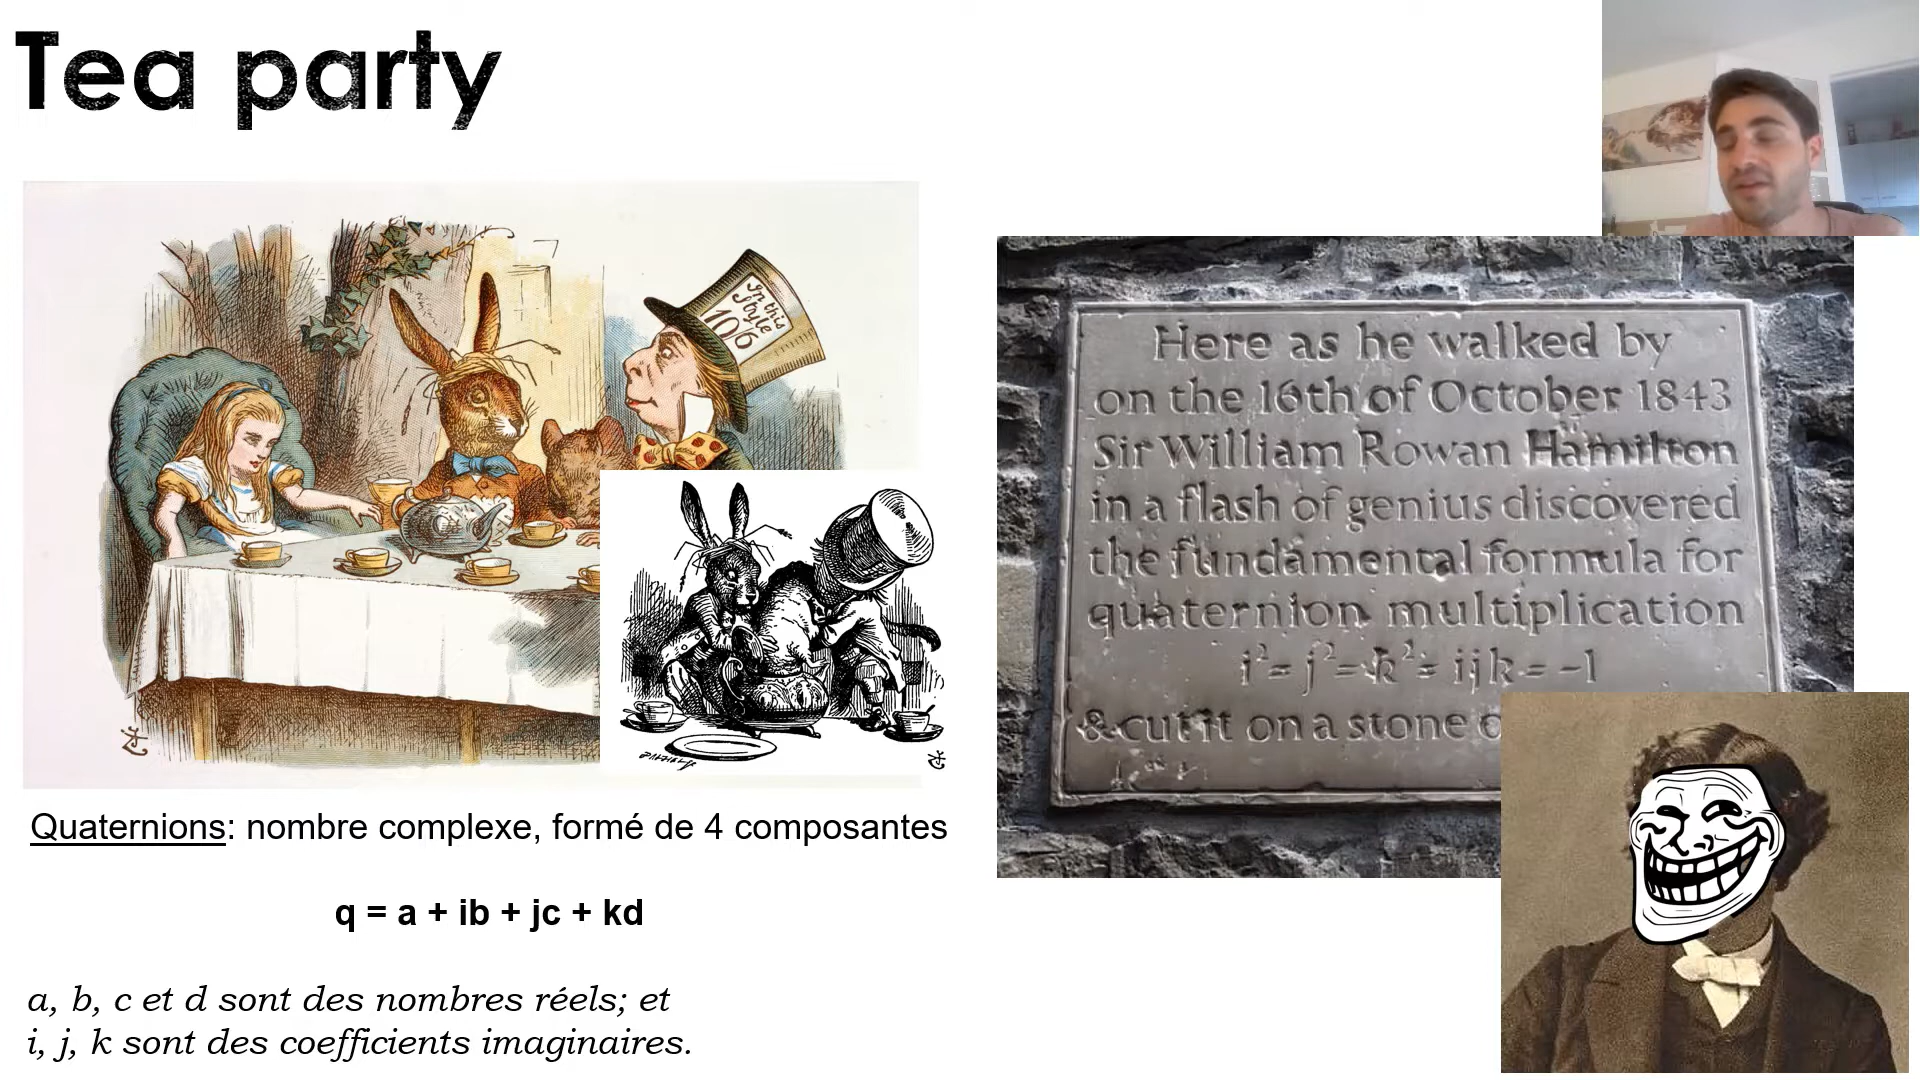 Tea party
In this
Style
10/6
Here as he walked by
on the 16th of October 1843
Sir William Rowan Hamilton
in a flash of genius discovered
the fundamental formula for
quaternion multiplication
i² = j² = k² = ijk = −1
& cut it on a stone o
Quaternions: nombre complexe, formé de 4 composantes
q = a + ib + jc + kd
a, b, c et d sont des nombres réels; et
i, j, k sont des coefficients imaginaires.